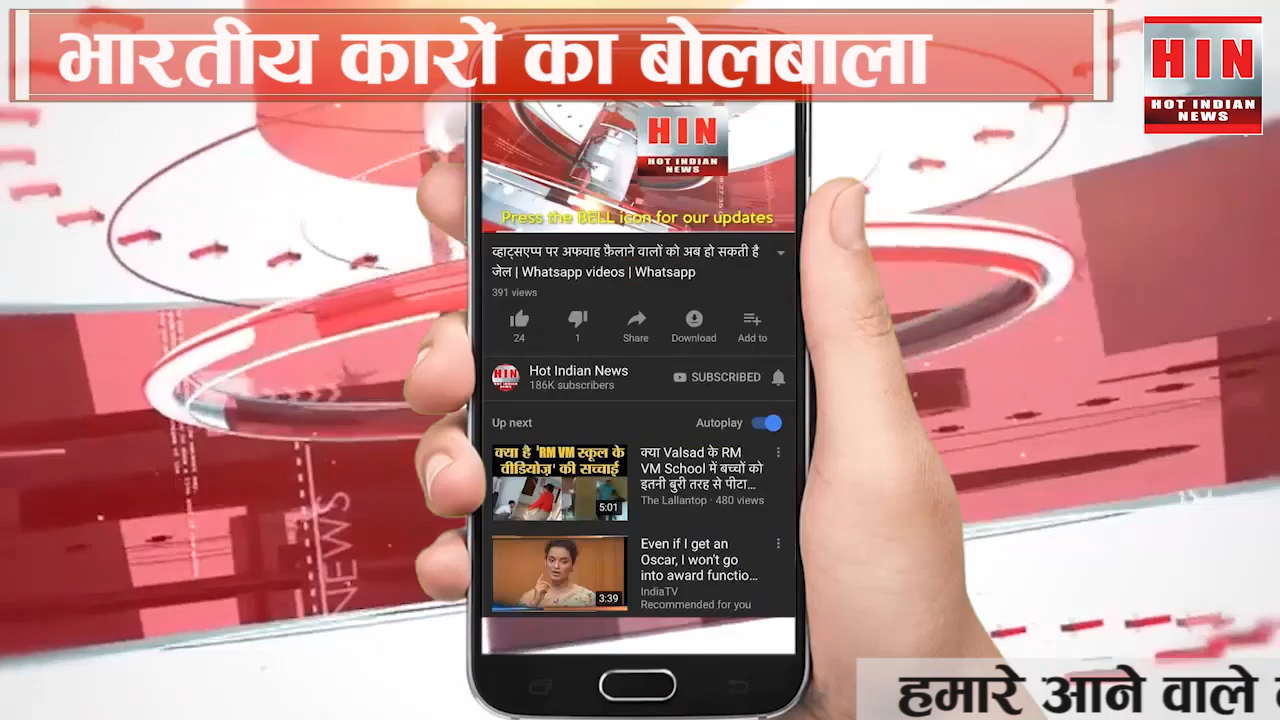 भारतीय कारों का बोलबाला
HIN
HOT INDIAN
NEWS
HIN
HOT INDIAN
NEWS
Press the BELL icon for our updates
व्हाट्सएप्प पर अफवाह फ़ैलाने वालों को अब हो सकती है
जेल | Whatsapp videos | Whatsapp
391 views
24
1
Share
Download
Add to
HIN
Hot Indian News
186K subscribers
SUBSCRIBED
Up next
Autoplay
क्या है 'RM VM स्कूल के
वीडियोज़' की सच्चाई
5:01
क्या Valsad के RM
VM School में बच्चों को
इतनी बुरी तरह से पीटा...
The Lallantop · 480 views
3:39
Even if I get an
Oscar, I won't go
into award functio...
IndiaTV
Recommended for you
NEWS
हमारे आने वाले